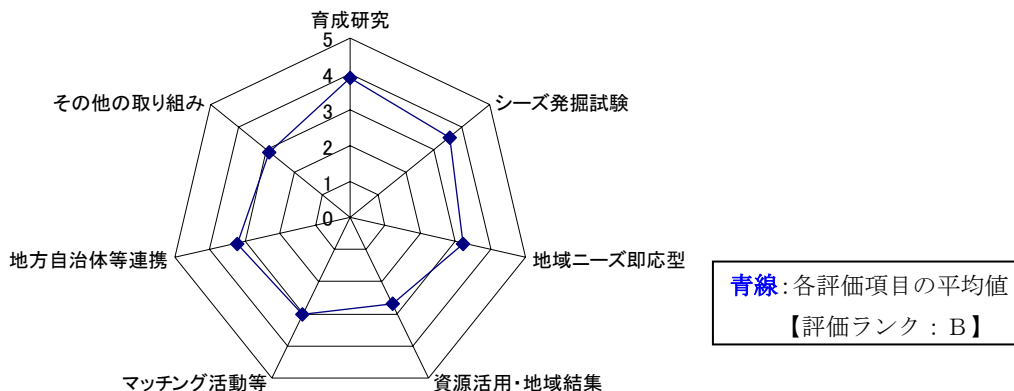 育成研究
5
4
3
2
1
0
シーズ発掘試験
地域ニーズ即応型
資源活用・地域結集
マッチング活動等
地方自治体等連携
その他の取り組み
青線：各評価項目の平均値
【評価ランク：Ｂ】